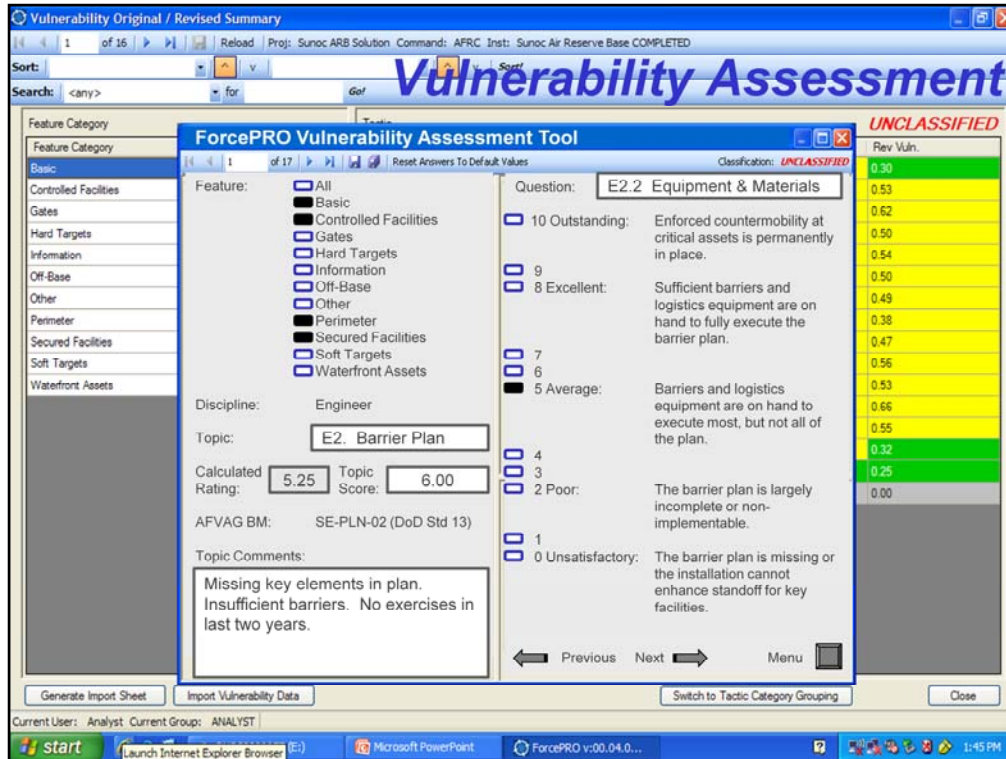 Vulnerability Original / Revised Summary
1 of 16 Reload Proj: Sunoc ARB Solution Command: AFRC Inst: Sunoc Air Reserve Base COMPLETED
Sort: ^ v ^ v Sort!
Search: <any> for Go!
Vulnerability Assessment
UNCLASSIFIED
Feature Category
Feature Category
Basic
Controlled Facilities
Gates
Hard Targets
Information
Off-Base
Other
Perimeter
Secured Facilities
Soft Targets
Waterfront Assets
ForcePRO Vulnerability Assessment Tool
1 of 17 Reset Answers To Default Values Classification: UNCLASSIFIED
Feature:
All
Basic
Controlled Facilities
Gates
Hard Targets
Information
Off-Base
Other
Perimeter
Secured Facilities
Soft Targets
Waterfront Assets
Discipline: Engineer
Topic: E2. Barrier Plan
Calculated Rating: 5.25 Topic Score: 6.00
AFVAG BM: SE-PLN-02 (DoD Std 13)
Topic Comments:
Missing key elements in plan.
Insufficient barriers. No exercises in
last two years.
Question: E2.2 Equipment & Materials
10 Outstanding: Enforced countermobility at
critical assets is permanently
in place.
9
8 Excellent: Sufficient barriers and
logistics equipment are on
hand to fully execute the
barrier plan.
7
6
5 Average: Barriers and logistics
equipment are on hand to
execute most, but not all of
the plan.
4
3
2 Poor: The barrier plan is largely
incomplete or non-
implementable.
1
0 Unsatisfactory: The barrier plan is missing or
the installation cannot
enhance standoff for key
facilities.
Previous Next Menu
Rev Vuln.
0.30
0.53
0.62
0.50
0.54
0.50
0.49
0.38
0.47
0.56
0.53
0.66
0.55
0.32
0.25
0.00
Generate Import Sheet Import Vulnerability Data Switch to Tactic Category Grouping Close
Current User: Analyst Current Group: ANALYST
start Launch Internet Explorer Browser (E:) Microsoft PowerPoint ForcePRO v:00.04.0... 1:45 PM